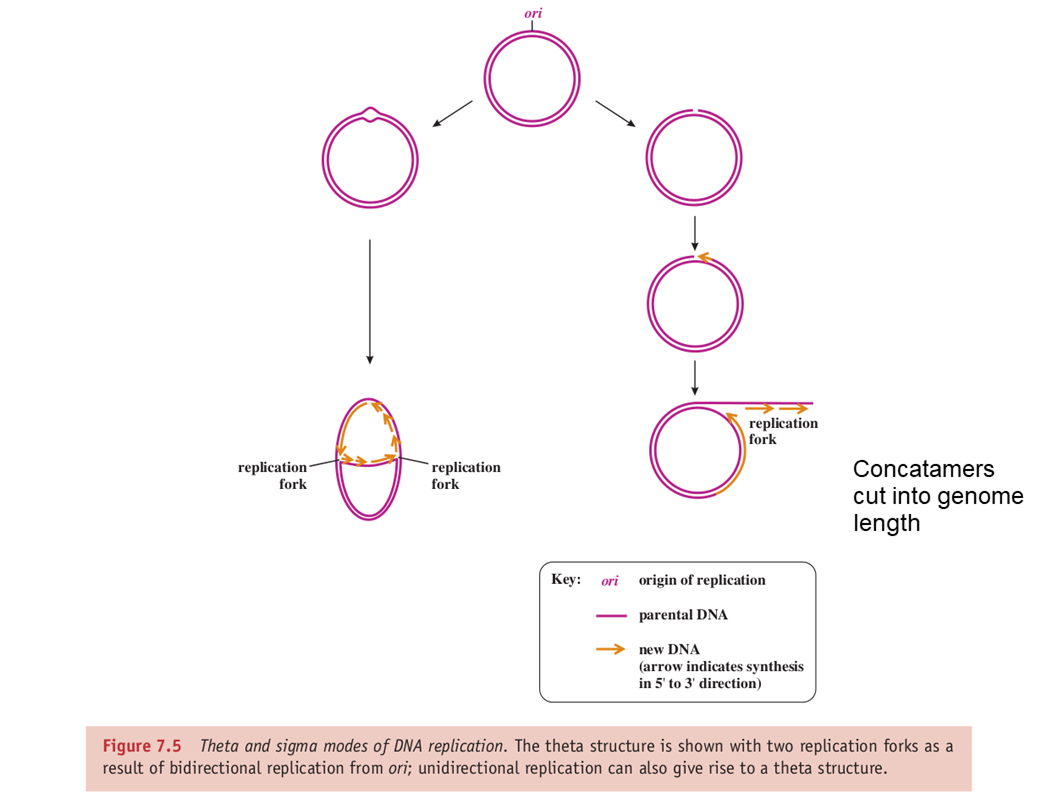 ori
replication
fork
replication
fork
replication
fork
Concatamers
cut into genome
length
Key: ori origin of replication
parental DNA
new DNA
(arrow indicates synthesis
in 5' to 3' direction)
Figure 7.5 Theta and sigma modes of DNA replication. The theta structure is shown with two replication forks as a
result of bidirectional replication from ori; unidirectional replication can also give rise to a theta structure.